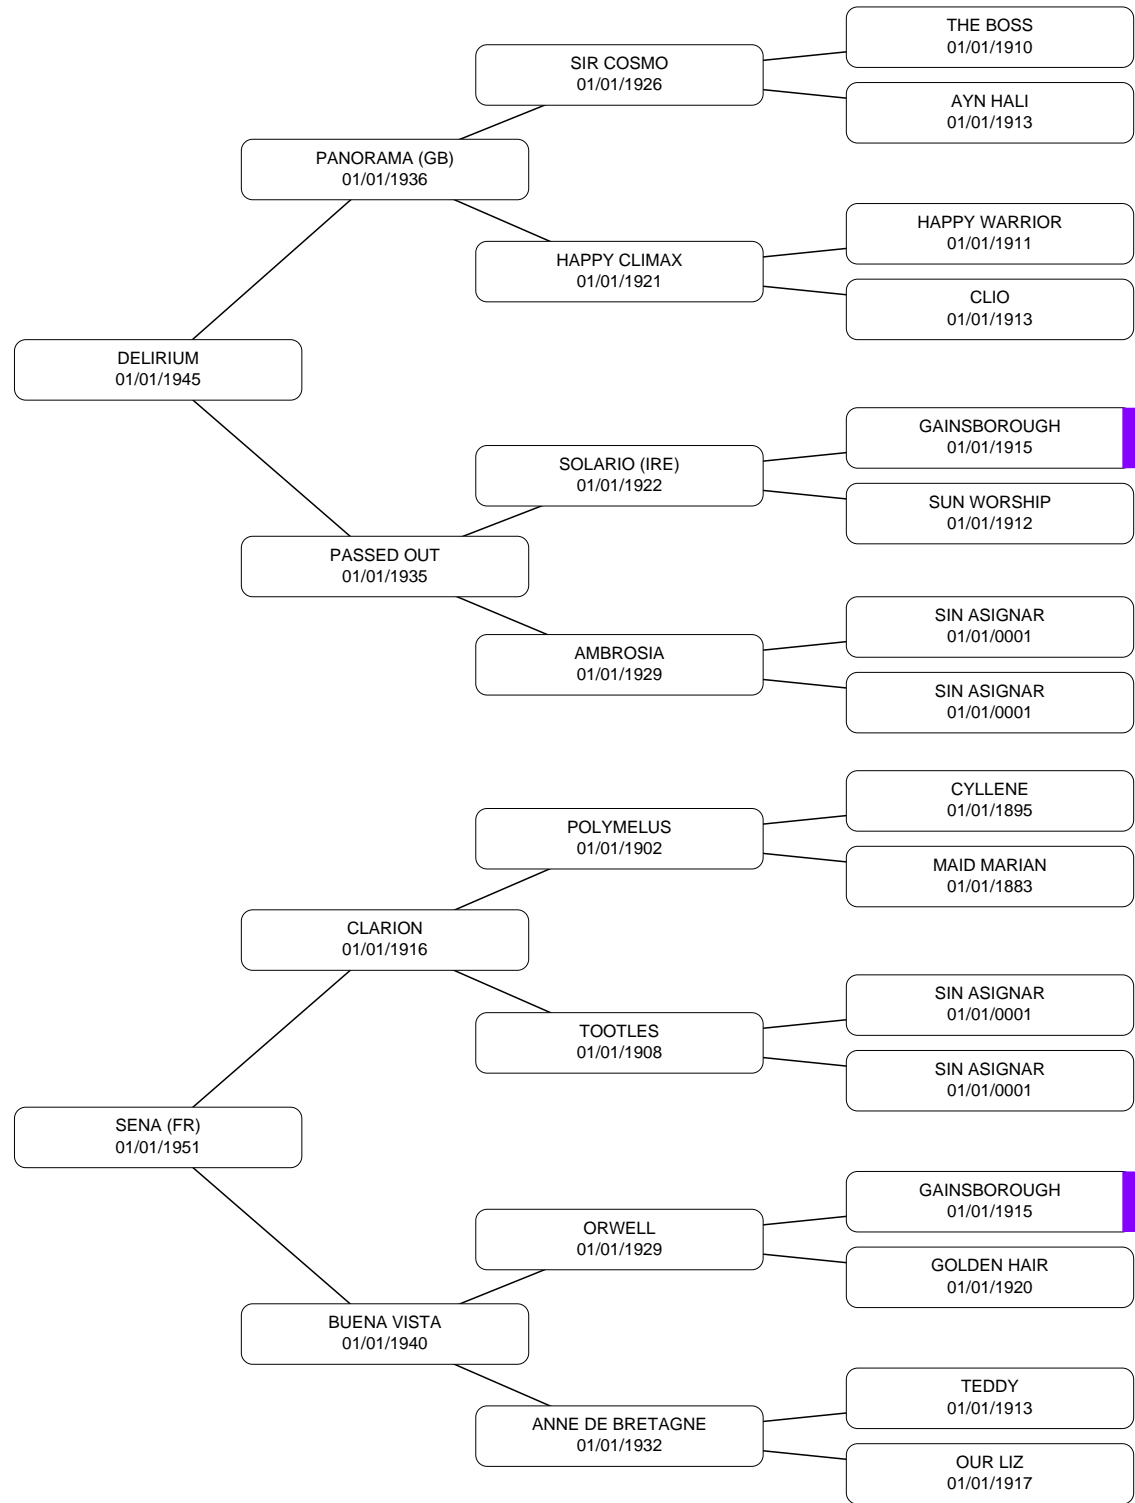 THE BOSS
01/01/1910
SIR COSMO
01/01/1926
AYN HALI
01/01/1913
PANORAMA (GB)
01/01/1936
HAPPY WARRIOR
01/01/1911
HAPPY CLIMAX
01/01/1921
CLIO
01/01/1913
DELIRIUM
01/01/1945
GAINSBOROUGH
01/01/1915
SOLARIO (IRE)
01/01/1922
SUN WORSHIP
01/01/1912
PASSED OUT
01/01/1935
SIN ASIGNAR
01/01/0001
AMBROSIA
01/01/1929
SIN ASIGNAR
01/01/0001
CYLLENE
01/01/1895
POLYMELUS
01/01/1902
MAID MARIAN
01/01/1883
CLARION
01/01/1916
SIN ASIGNAR
01/01/0001
TOOTLES
01/01/1908
SIN ASIGNAR
01/01/0001
SENA (FR)
01/01/1951
GAINSBOROUGH
01/01/1915
ORWELL
01/01/1929
GOLDEN HAIR
01/01/1920
BUENA VISTA
01/01/1940
TEDDY
01/01/1913
ANNE DE BRETAGNE
01/01/1932
OUR LIZ
01/01/1917